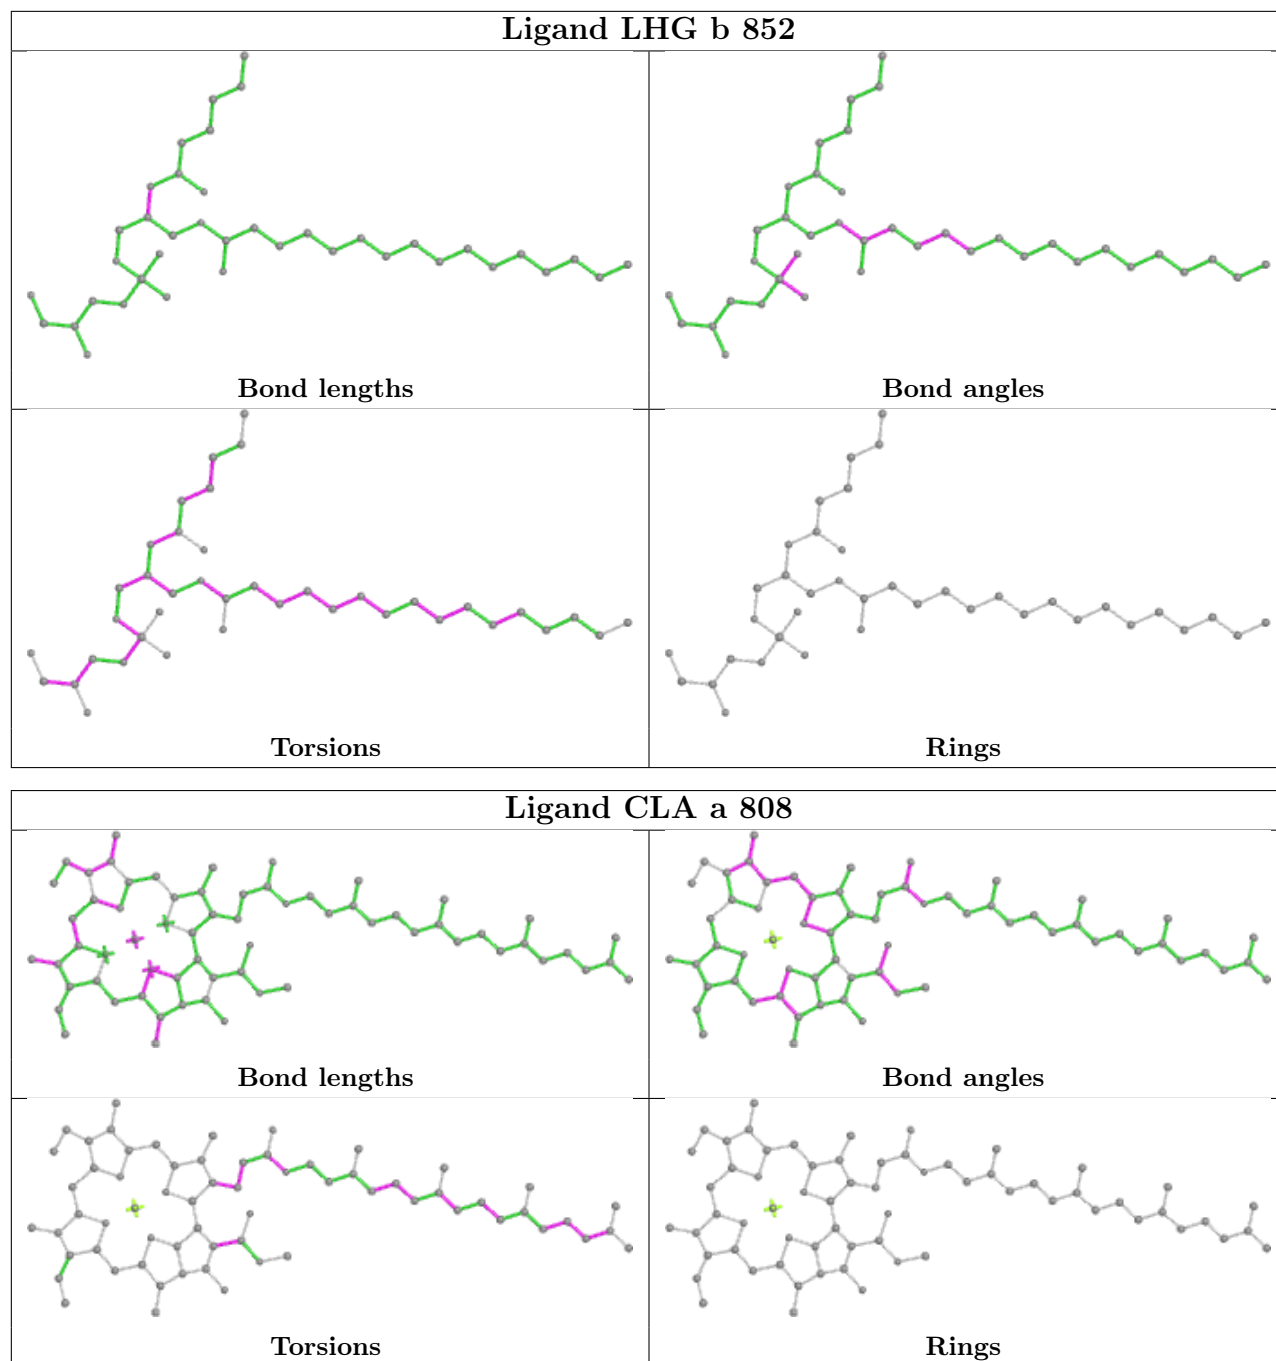 Ligand LHG b 852
Bond lengths
Bond angles
Torsions
Rings
Ligand CLA a 808
Bond lengths
Bond angles
Torsions
Rings